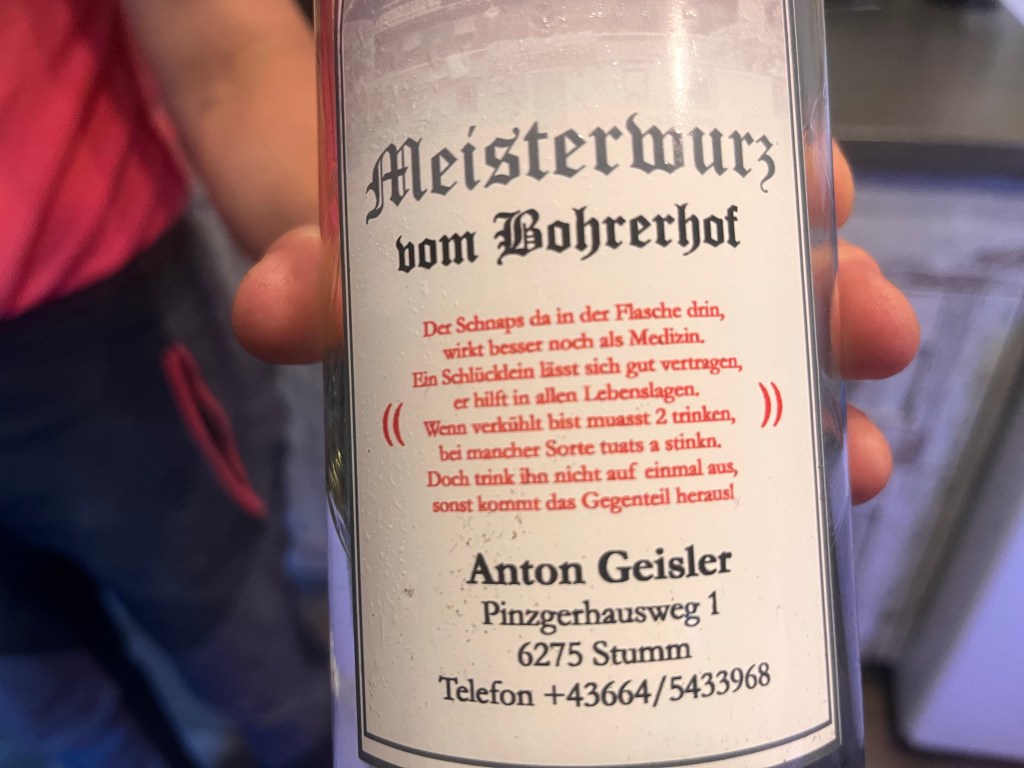 Meisterwurz
vom Bohrerhof
Der Schnaps da in der Flasche drin,
wirkt besser noch als Medizin.
Ein Schlücklein lässt sich gut vertragen,
er hilft in allen Lebenslagen.
Wenn verkühlt bist muasst 2 trinken,
bei mancher Sorte tuats a stinkn.
Doch trink ihn nicht auf einmal aus,
sonst kommt das Gegenteil heraus!
Anton Geisler
Pinzgerhausweg 1
6275 Stumm
Telefon +43664/5433968